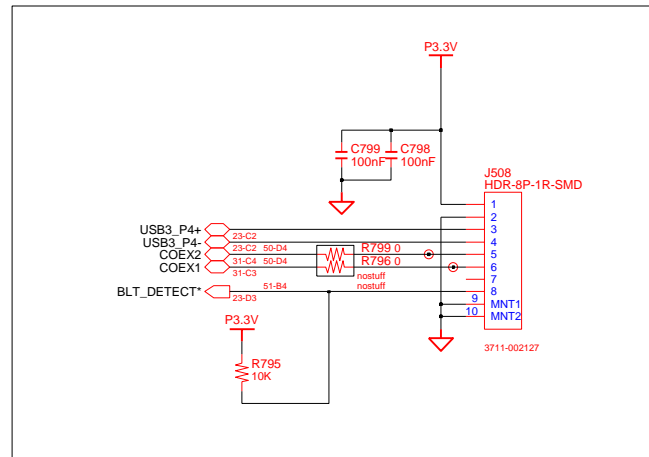 P3.3V
C799
100nF
C798
100nF
J508
HDR-8P-1R-SMD
1
2
USB3_P4+
3
23-C2
USB3_P4-
4
23-C2 50-D4
R799 0
COEX2
5
31-C4 50-D4
R796 0
COEX1
6
31-C3
nostuff
7
nostuff
BLT_DETECT*
51-B4
8
23-D3
9
MNT1
10
MNT2
P3.3V
R795
10K
3711-002127